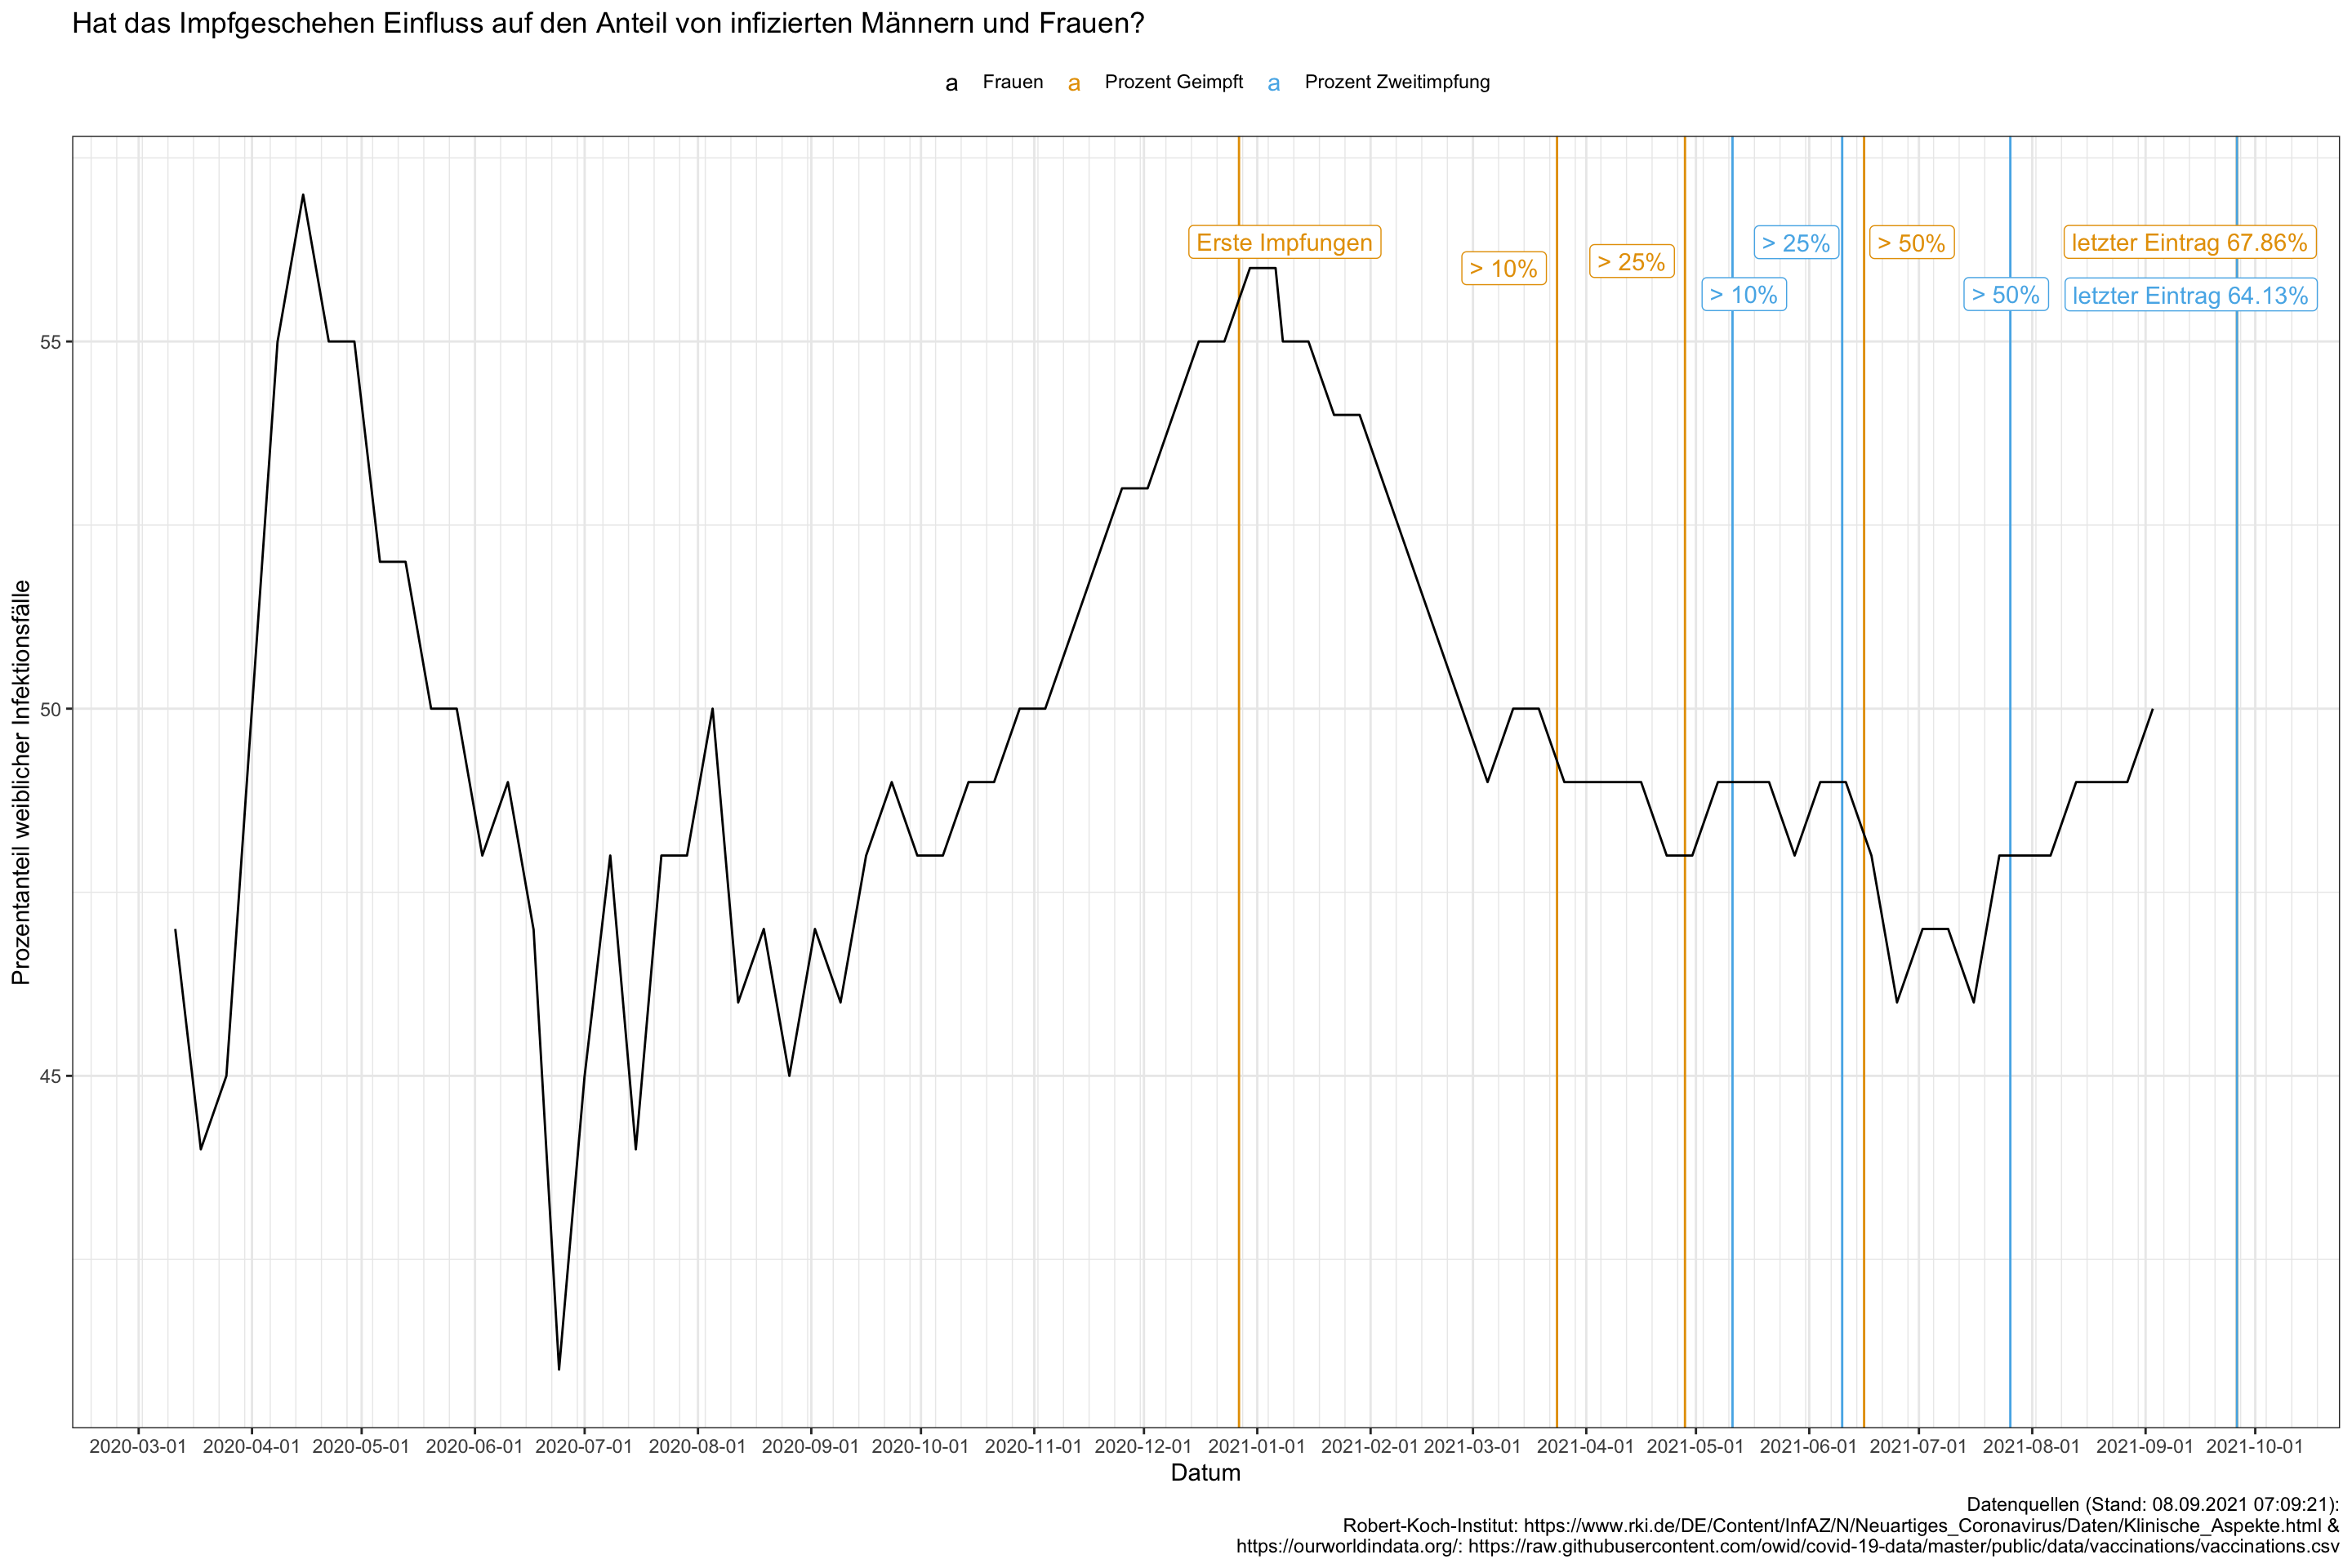 Hat das Impfgeschehen Einfluss auf den Anteil von infizierten Männern und Frauen?
a Frauen a Prozent Geimpft a Prozent Zweitimpfung
Erste Impfungen
> 10%
> 25%
> 10%
> 25%
> 50%
> 50%
letzter Eintrag 67.86%
letzter Eintrag 64.13%
Prozentanteil weiblicher Infektionsfälle
55
50
45
2020-03-01 2020-04-01 2020-05-01 2020-06-01 2020-07-01 2020-08-01 2020-09-01 2020-10-01 2020-11-01 2020-12-01 2021-01-01 2021-02-01 2021-03-01 2021-04-01 2021-05-01 2021-06-01 2021-07-01 2021-08-01 2021-09-01 2021-10-01
Datum
Datenquellen (Stand: 08.09.2021 07:09:21):
Robert-Koch-Institut: https://www.rki.de/DE/Content/InfAZ/N/Neuartiges_Coronavirus/Daten/Klinische_Aspekte.html &
https://ourworldindata.org/: https://raw.githubusercontent.com/owid/covid-19-data/master/public/data/vaccinations/vaccinations.csv